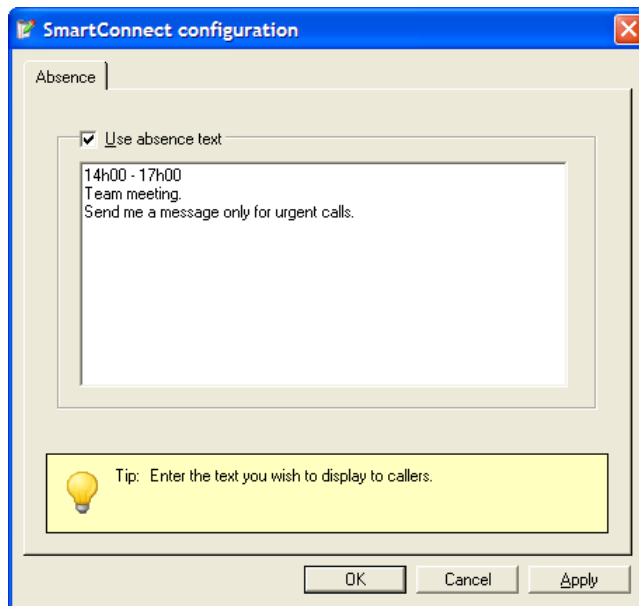 SmartConnect configuration
Absence
Use absence text
14h00 - 17h00
Team meeting.
Send me a message only for urgent calls.
Tip: Enter the text you wish to display to callers.
OK Cancel Apply